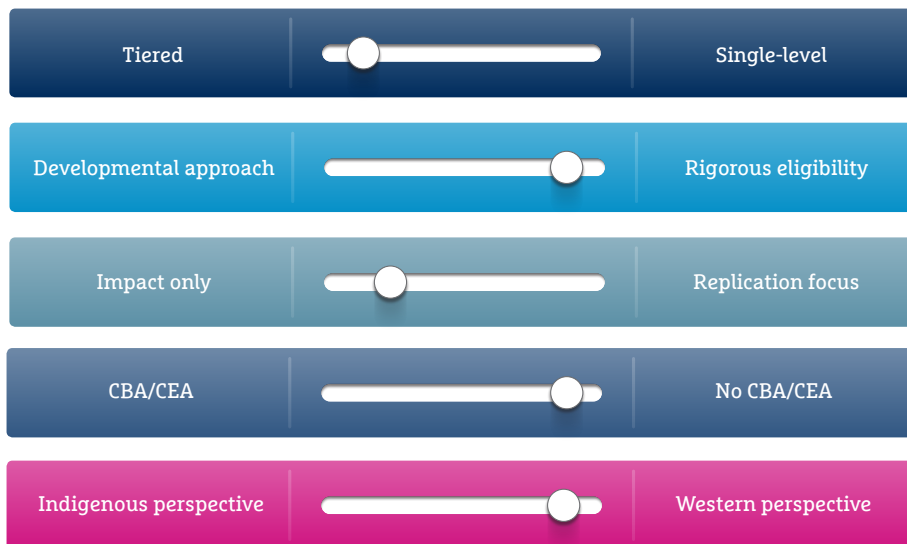 Tiered Single-level
Developmental approach Rigorous eligibility
Impact only Replication focus
CBA/CEA No CBA/CEA
Indigenous perspective Western perspective